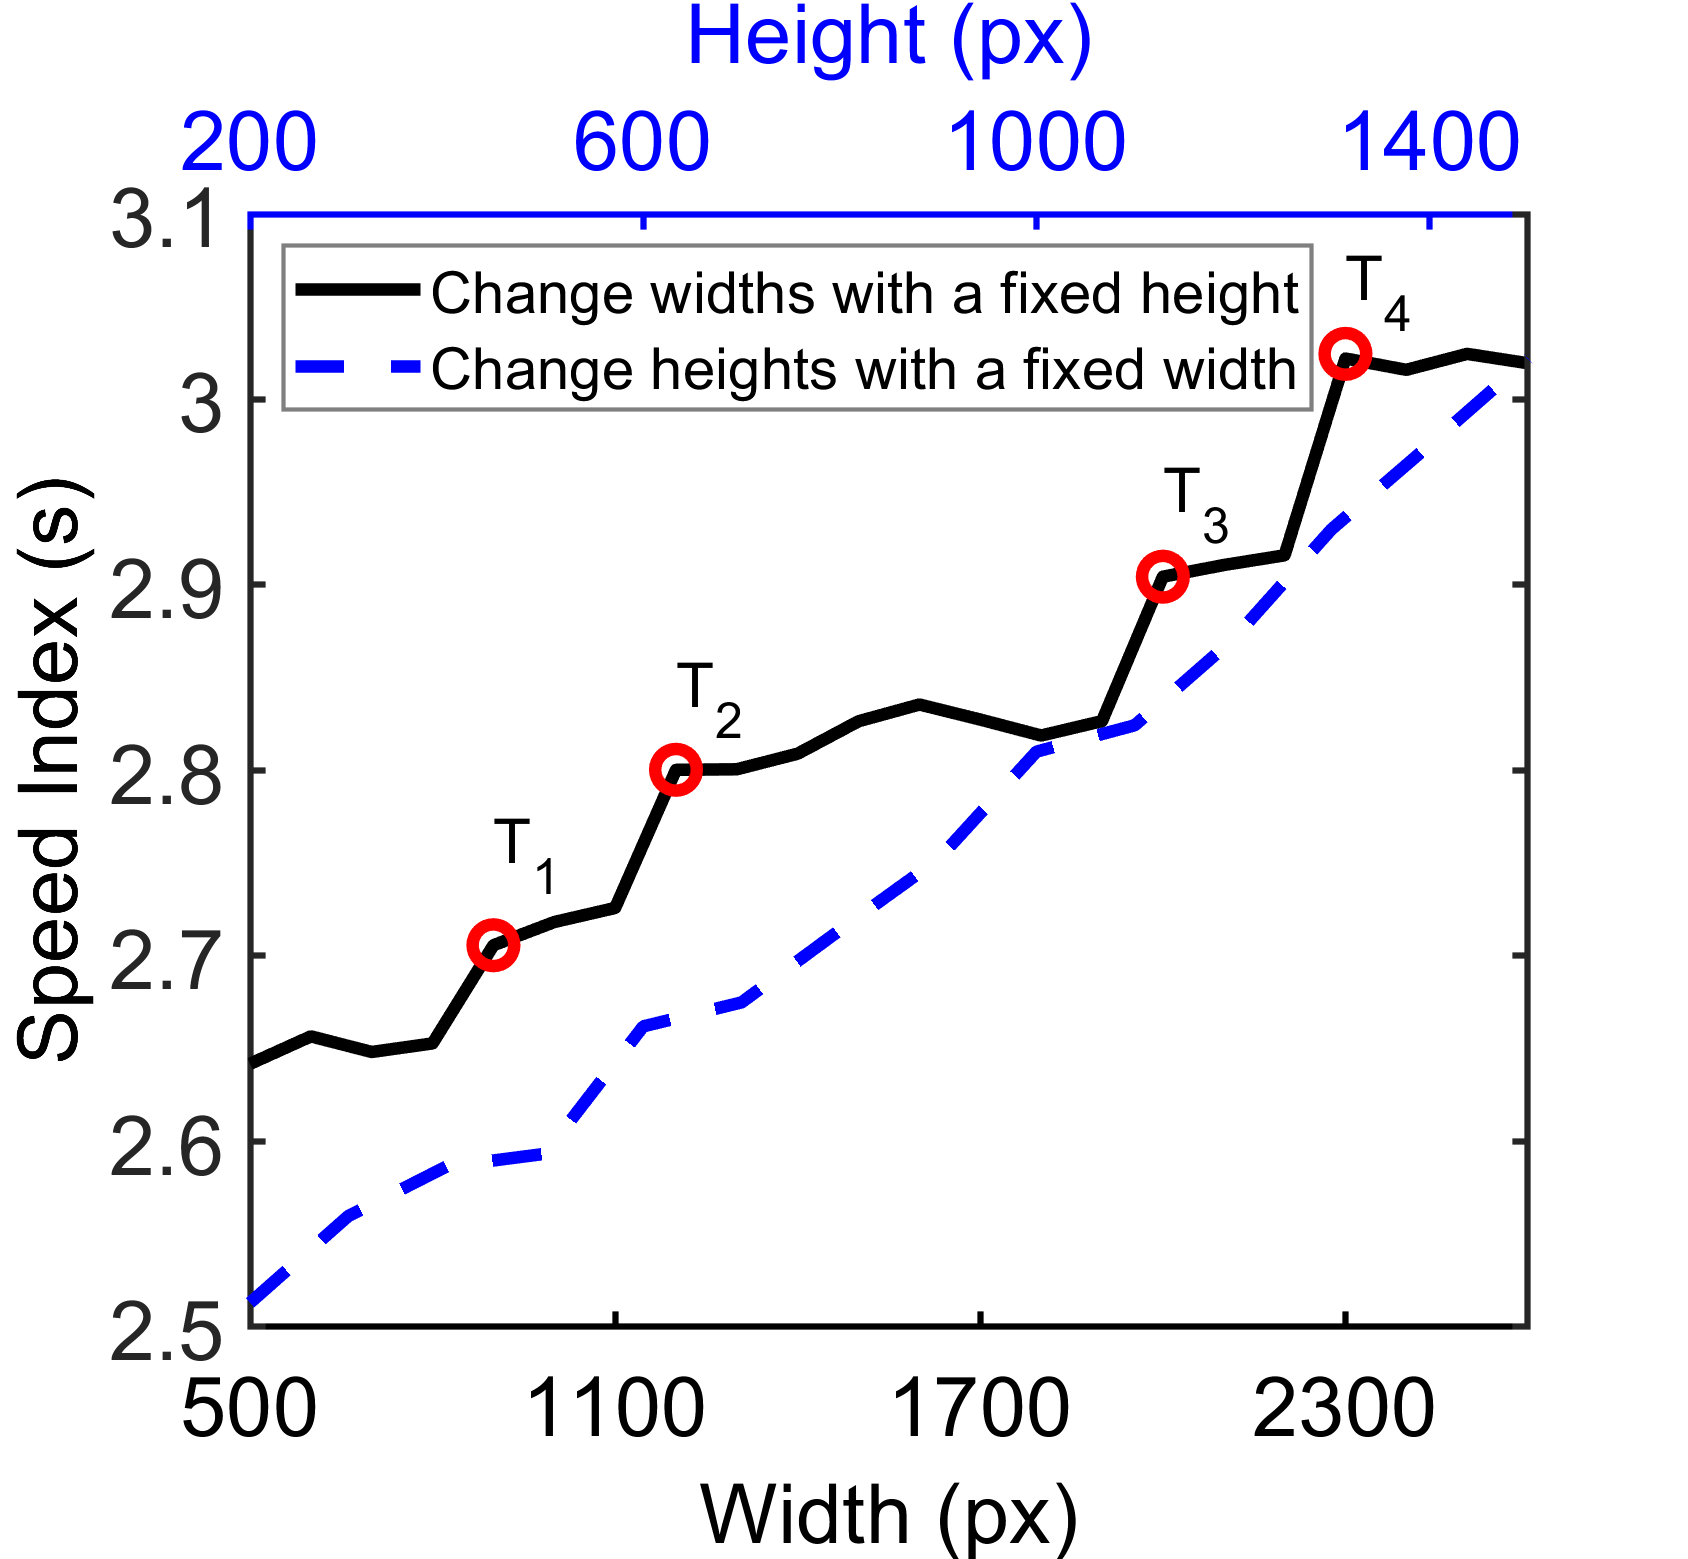 Height (px)
200 600 1000 1400
3.1
3
2.9
2.8
2.7
2.6
2.5
Speed Index (s)
Change widths with a fixed height
Change heights with a fixed width
T4
T3
T2
T1
500 1100 1700 2300
Width (px)